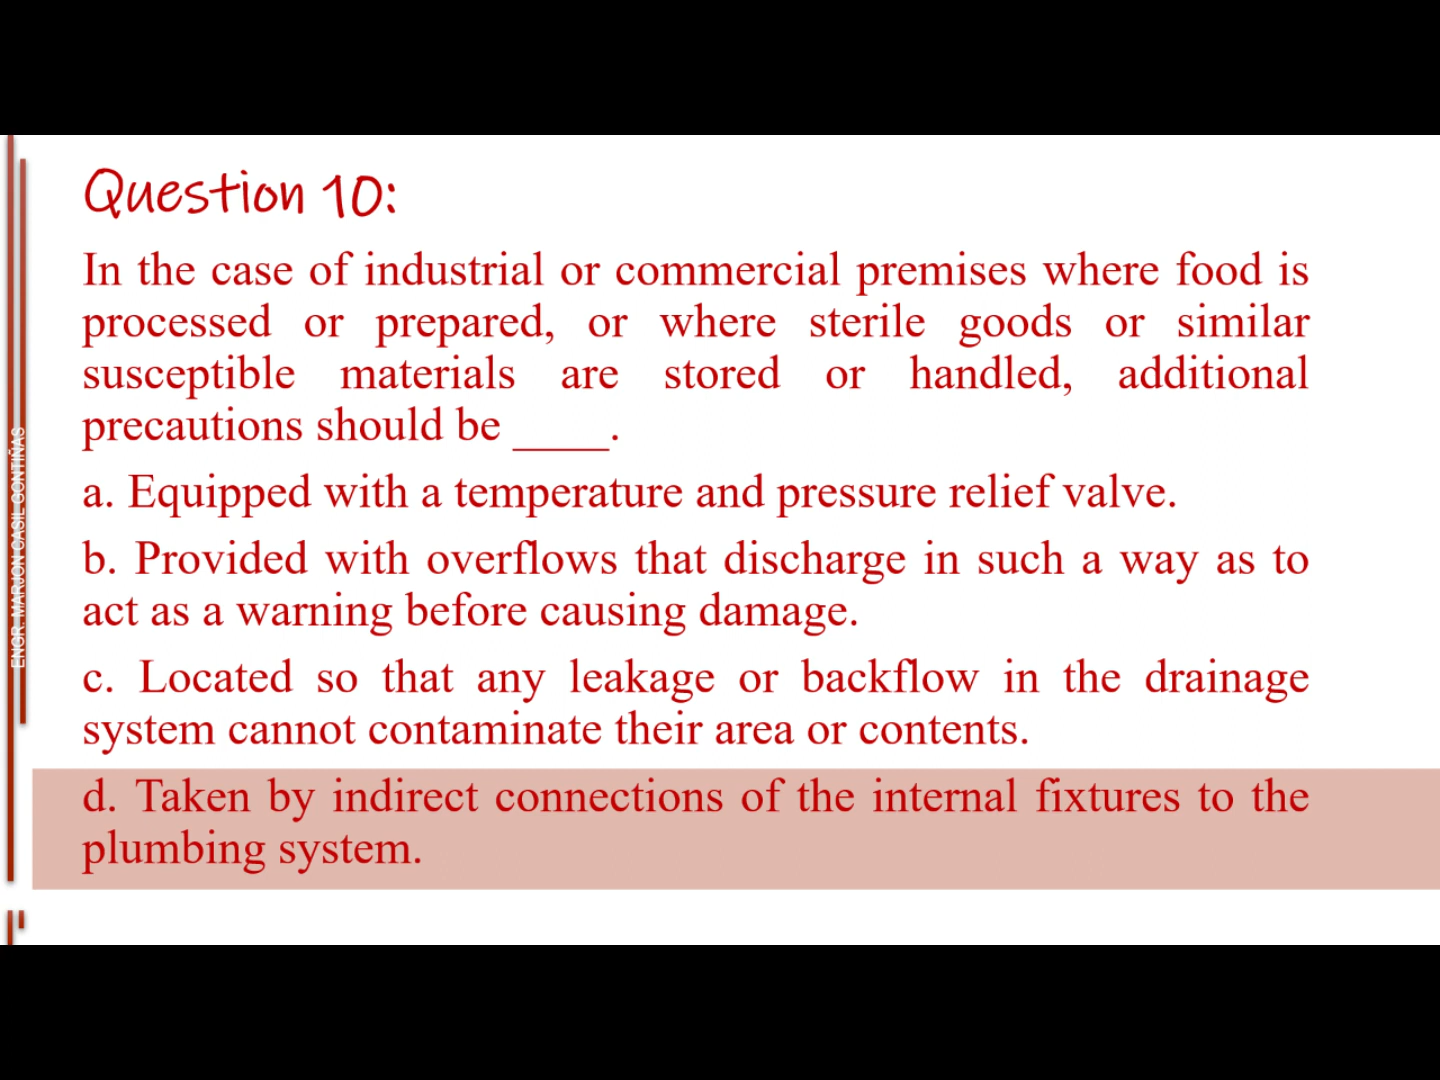 Question 10:
In the case of industrial or commercial premises where food is
processed or prepared, or where sterile goods or similar
susceptible materials are stored or handled, additional
precautions should be ____.
a. Equipped with a temperature and pressure relief valve.
b. Provided with overflows that discharge in such a way as to
act as a warning before causing damage.
c. Located so that any leakage or backflow in the drainage
system cannot contaminate their area or contents.
d. Taken by indirect connections of the internal fixtures to the
plumbing system.
ENGR. MARJON CASIL GONTIÑAS